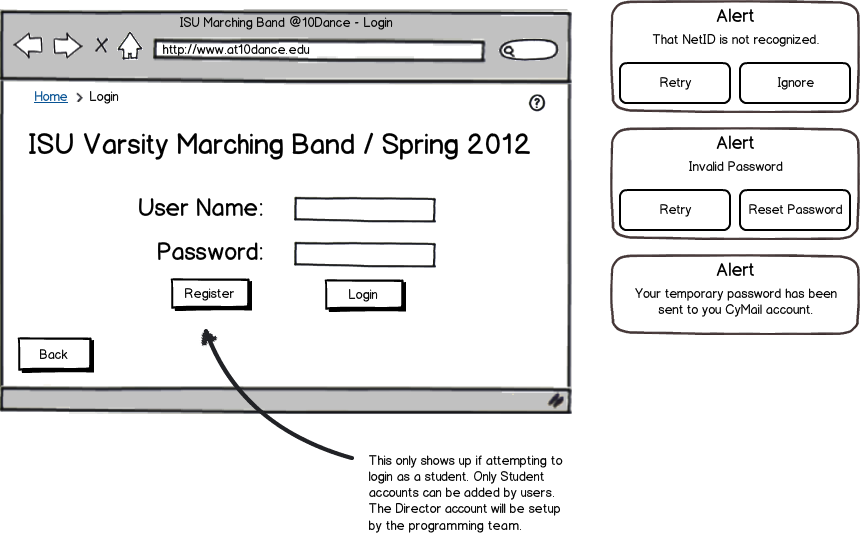 ISU Marching Band @10Dance - Login
http://www.at10dance.edu
Home > Login
?
ISU Varsity Marching Band / Spring 2012
User Name:
Password:
Register
Login
Back
This only shows up if attempting to
login as a student. Only Student
accounts can be added by users.
The Director account will be setup
by the programming team.
Alert
That NetID is not recognized.
Retry
Ignore
Alert
Invalid Password
Retry
Reset Password
Alert
Your temporary password has been
sent to you CyMail account.